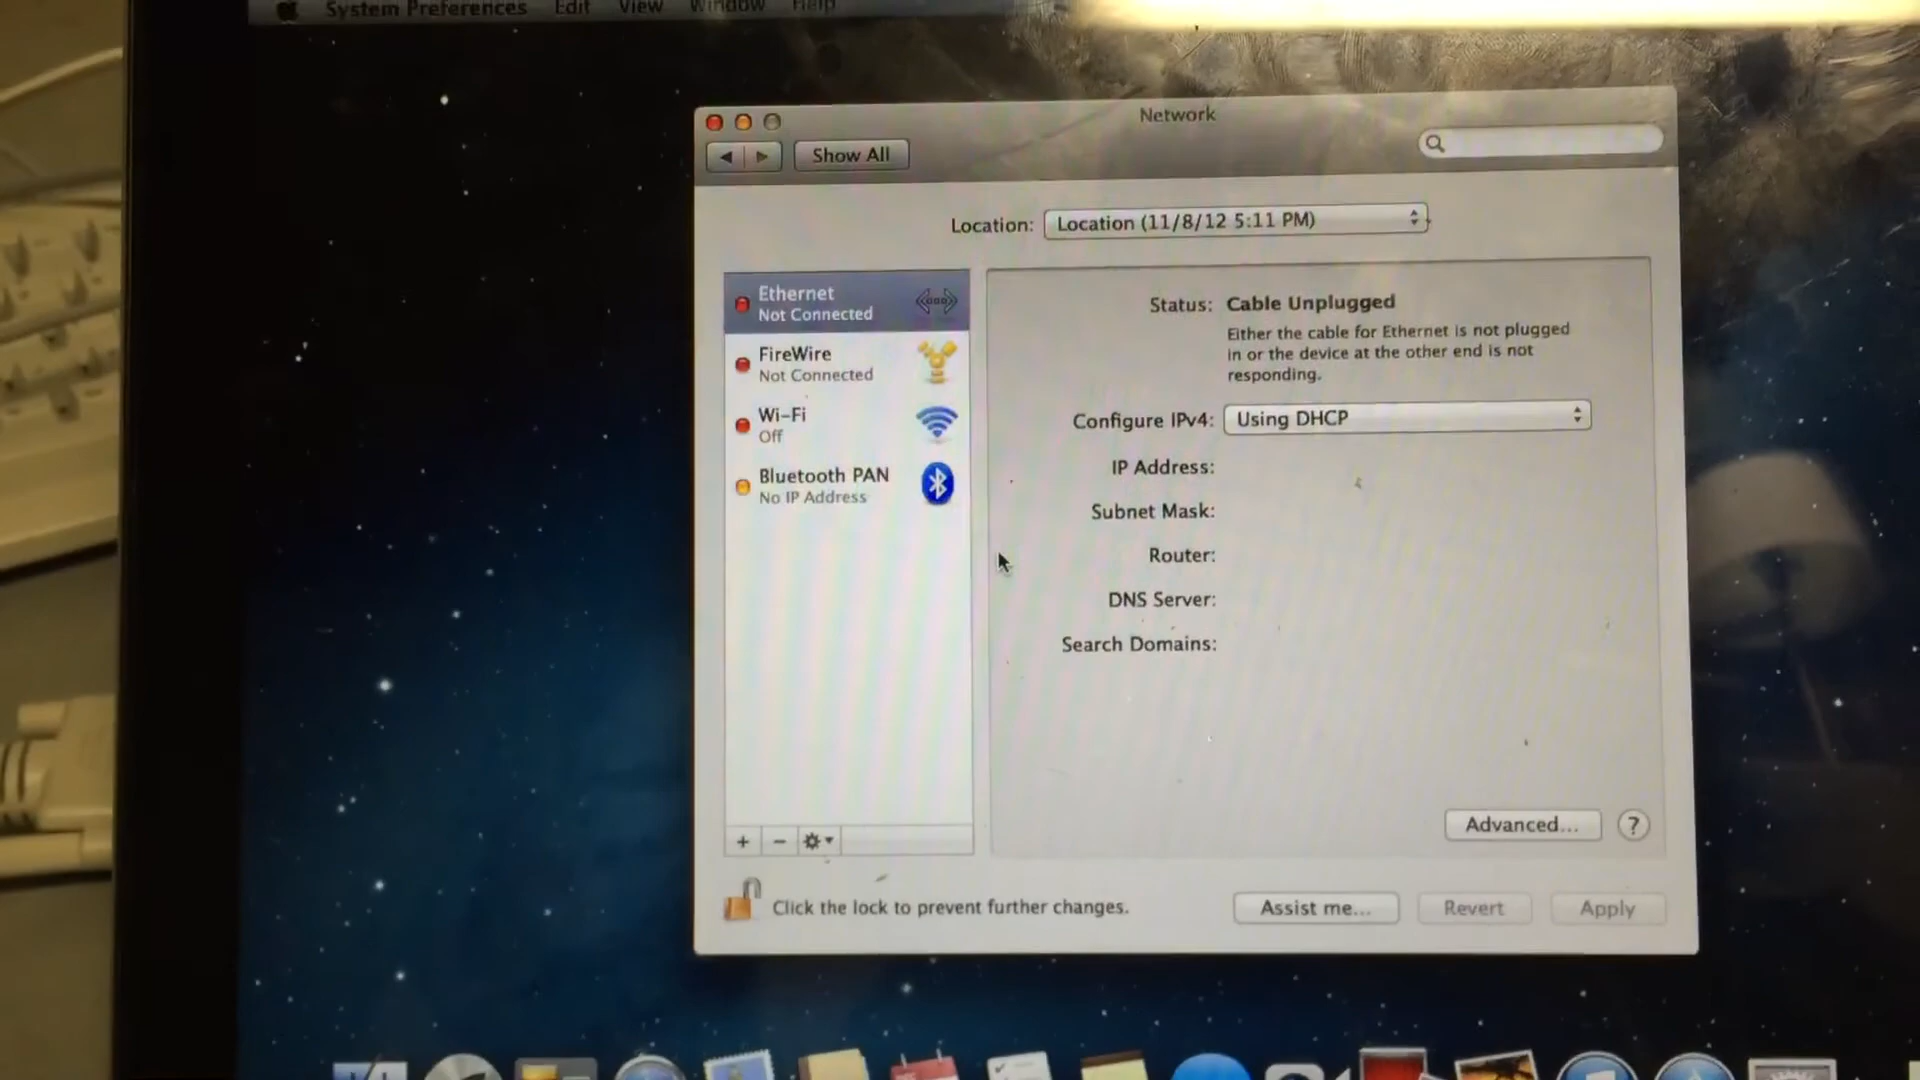 System Preferences Edit View Window Help
Network
Show All
Location: Location (11/8/12 5:11 PM)
Ethernet
Not Connected
FireWire
Not Connected
Wi-Fi
Off
Bluetooth PAN
No IP Address
Status: Cable Unplugged
Either the cable for Ethernet is not plugged
in or the device at the other end is not
responding.
Configure IPv4: Using DHCP
IP Address:
Subnet Mask:
Router:
DNS Server:
Search Domains:
Advanced... ?
Click the lock to prevent further changes.
Assist me... Revert Apply